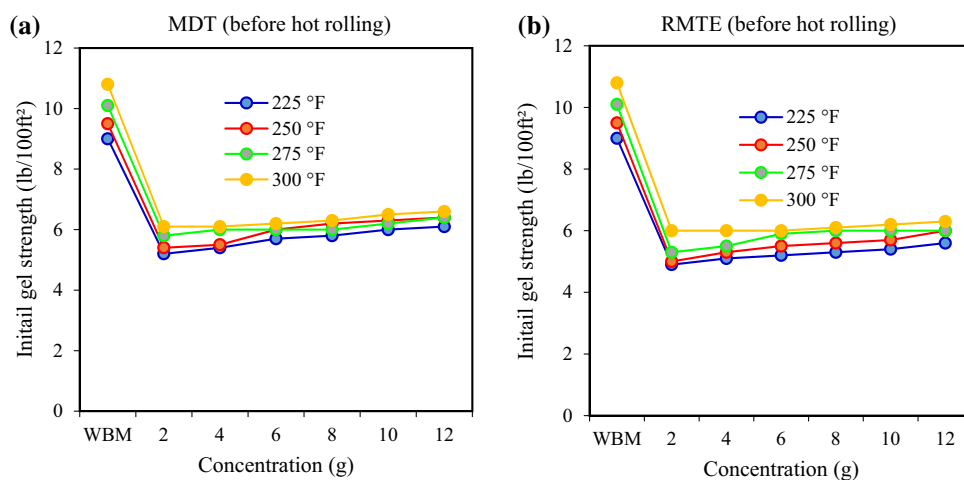 (a)
MDT (before hot rolling)
Initail gel strength (lb/100ft²)
12
10
8
6
4
2
0
225 °F
250 °F
275 °F
300 °F
WBM 2 4 6 8 10 12
Concentration (g)
(b)
RMTE (before hot rolling)
Initail gel strength (lb/100ft²)
12
10
8
6
4
2
0
225 °F
250 °F
275 °F
300 °F
WBM 2 4 6 8 10 12
Concentration (g)